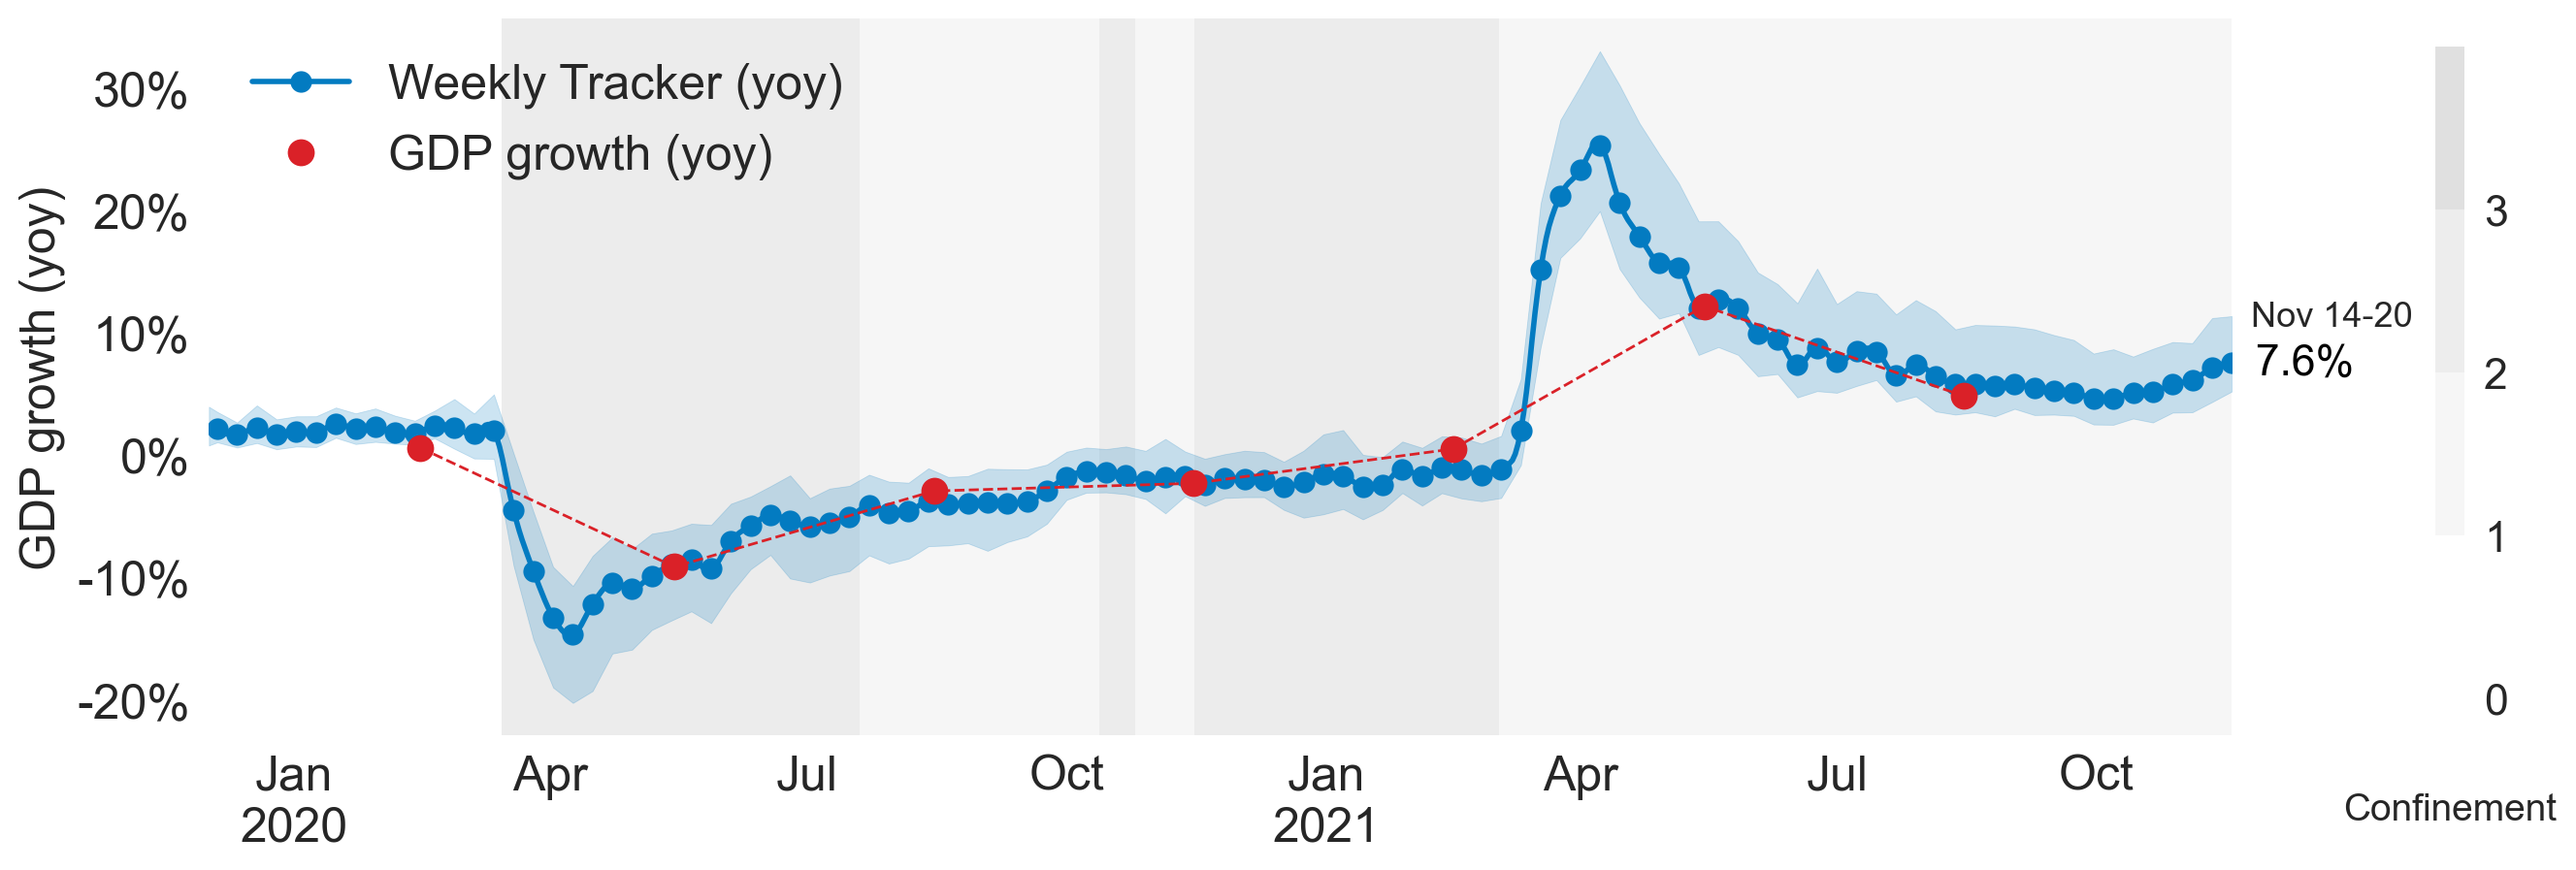 Weekly Tracker (yoy)
GDP growth (yoy)
GDP growth (yoy)
30%
20%
10%
0%
-10%
-20%
Jan
2020
Apr
Jul
Oct
Jan
2021
Apr
Jul
Oct
Nov 14-20
7.6%
3
2
1
0
Confinement